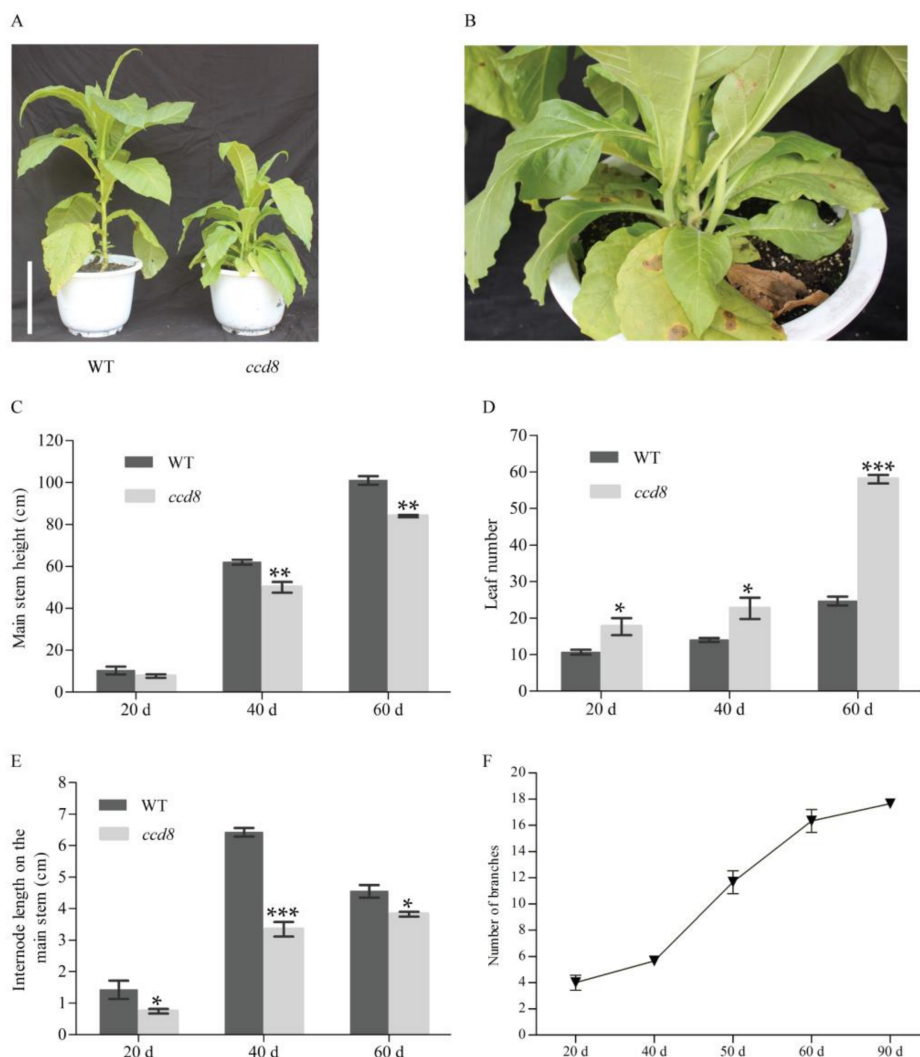 A
B
WT
ccd8
C
120
100
80
60
40
20
0
Main stem height (cm)
WT
ccd8
**
**
20 d
40 d
60 d
D
70
60
50
40
30
20
10
0
Leaf number
WT
ccd8
*
*
***
20 d
40 d
60 d
E
8
7
6
5
4
3
2
1
0
Internode length on the
main stem (cm)
WT
ccd8
*
***
*
20 d
40 d
60 d
F
20
18
16
14
12
10
8
6
4
2
0
Number of branches
20 d
40 d
50 d
60 d
90 d